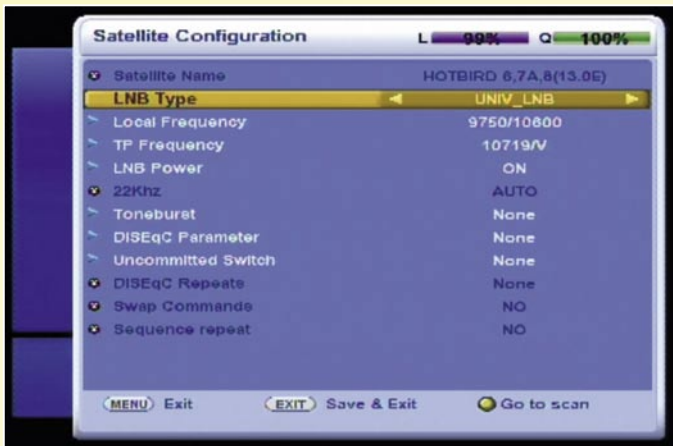 Satellite Configuration L 99% Q 100%
Satellite Name HOTBIRD 6,7A,8(13.0E)
LNB Type UNIV_LNB
Local Frequency 9750/10600
TP Frequency 10719/V
LNB Power ON
22Khz AUTO
Toneburst None
DISEqC Parameter None
Uncommitted Switch None
DISEqC Repeats None
Swap Commands NO
Sequence repeat NO
MENU Exit EXIT Save & Exit Go to scan